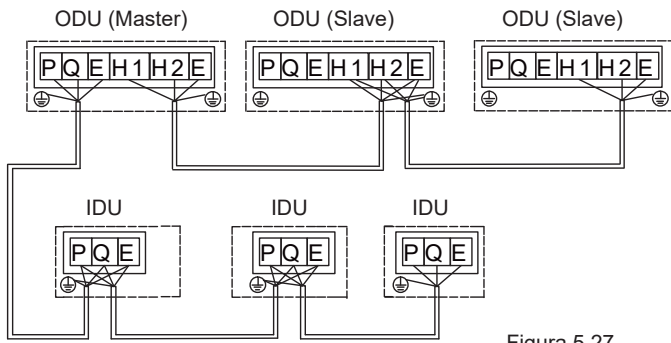 ODU (Master) ODU (Slave) ODU (Slave)
P Q E H1 H2 E P Q E H1 H2 E P Q E H1 H2 E
IDU IDU IDU
P Q E P Q E P Q E
Figura 5.27